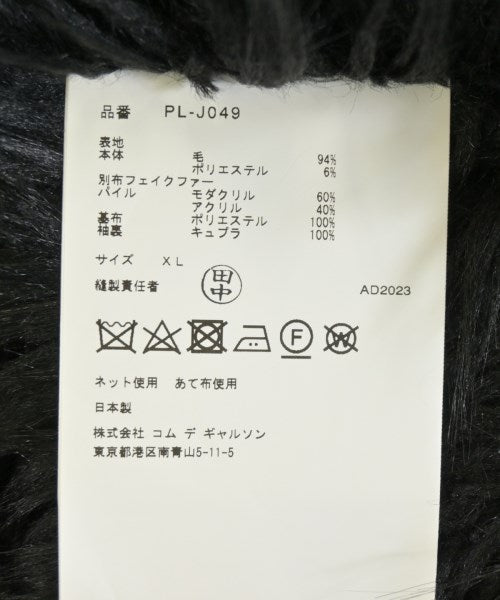 品番 PL-J049
表地
本体 毛 94%
ポリエステル 6%
別布フェイクファー
パイル モダクリル 60%
アクリル 40%
基布 ポリエステル 100%
袖裏 キュプラ 100%
サイズ XL
縫製責任者 田中 AD2023
F W
ネット使用 あて布使用
日本製
株式会社 コム デ ギャルソン
東京都港区南青山5-11-5